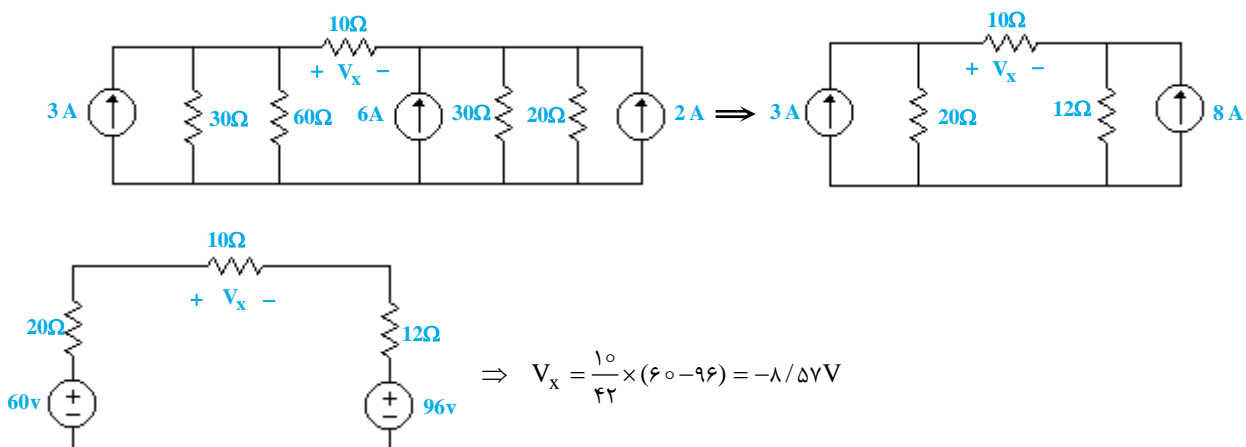 10Ω
+ Vx −
3 A
30Ω
60Ω
6A
30Ω
20Ω
2 A
⇒
10Ω
+ Vx −
3 A
20Ω
12Ω
8 A
10Ω
+ Vx −
20Ω
12Ω
60v
+
−
+
−
96v
⇒ Vx = ۱۰/۴۲ × (۶۰−۹۶) = −۸/۵۷V